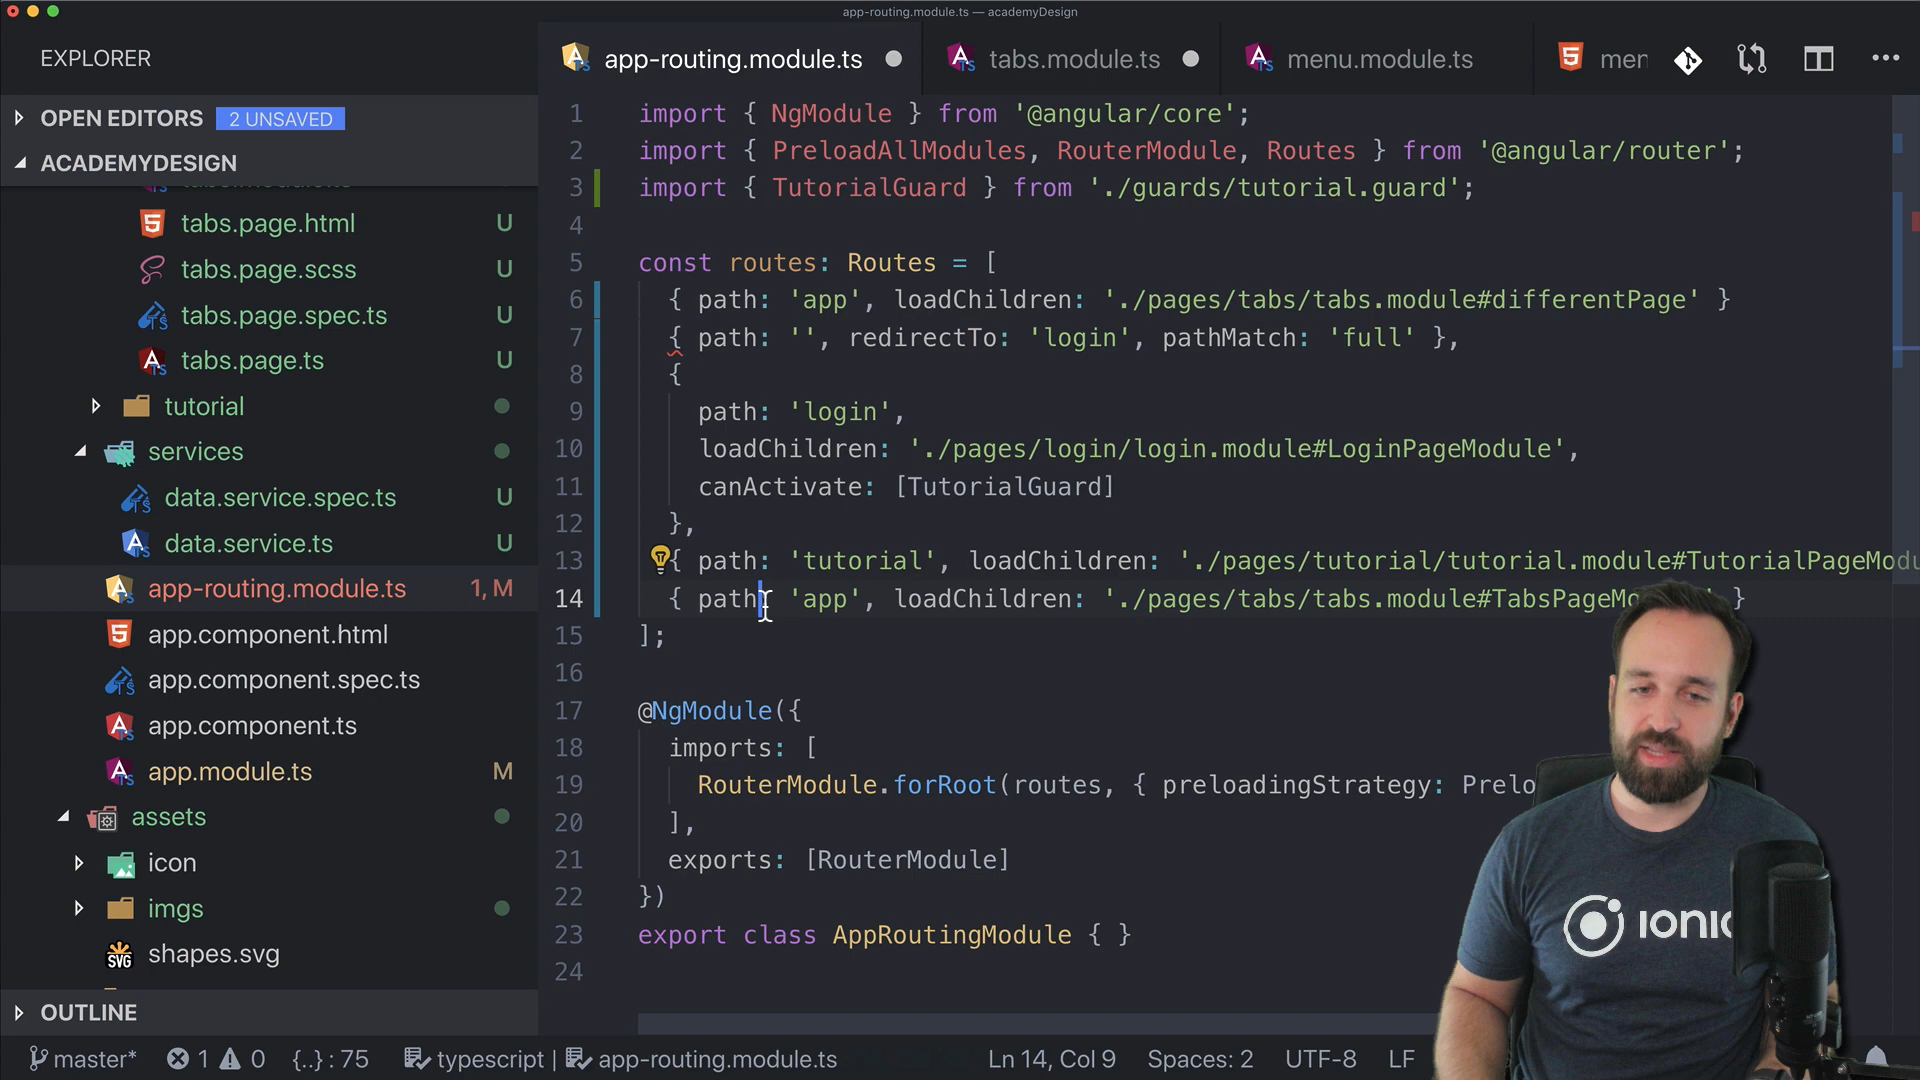 app-routing.module.ts — academyDesign
EXPLORER
app-routing.module.ts
tabs.module.ts
menu.module.ts
men
OPEN EDITORS 2 UNSAVED
ACADEMYDESIGN
tabs.page.html U
tabs.page.scss U
tabs.page.spec.ts U
tabs.page.ts U
tutorial
services
data.service.spec.ts U
data.service.ts U
app-routing.module.ts 1, M
app.component.html
app.component.spec.ts
app.component.ts
app.module.ts M
assets
icon
imgs
shapes.svg
OUTLINE
1 import { NgModule } from '@angular/core';
2 import { PreloadAllModules, RouterModule, Routes } from '@angular/router';
3 import { TutorialGuard } from './guards/tutorial.guard';
4
5 const routes: Routes = [
6 { path: 'app', loadChildren: './pages/tabs/tabs.module#differentPage' }
7 { path: '', redirectTo: 'login', pathMatch: 'full' },
8 {
9 path: 'login',
10 loadChildren: './pages/login/login.module#LoginPageModule',
11 canActivate: [TutorialGuard]
12 },
13 { path: 'tutorial', loadChildren: './pages/tutorial/tutorial.module#TutorialPageModu
14 { path: 'app', loadChildren: './pages/tabs/tabs.module#TabsPageMo }
15 ];
16
17 @NgModule({
18 imports: [
19 RouterModule.forRoot(routes, { preloadingStrategy: Prelo
20 ],
21 exports: [RouterModule]
22 })
23 export class AppRoutingModule { }
24
IONIC
master* 1 0 {..} : 75 typescript | app-routing.module.ts Ln 14, Col 9 Spaces: 2 UTF-8 LF